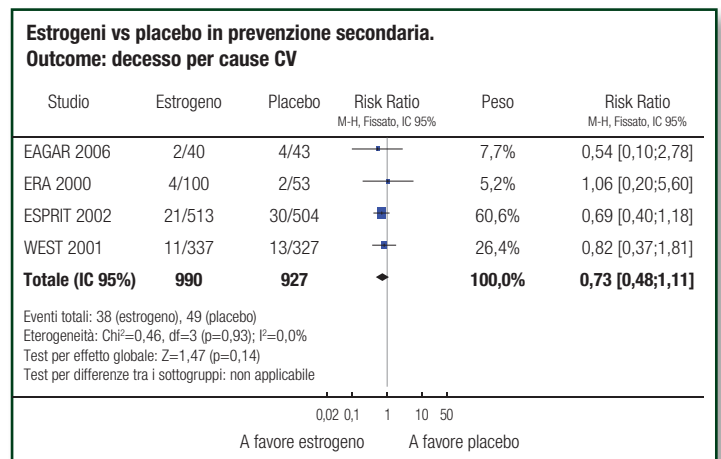 Estrogeni vs placebo in prevenzione secondaria.
Outcome: decesso per cause CV
Studio Estrogeno Placebo Risk Ratio Peso Risk Ratio
M-H, Fissato, IC 95% M-H, Fissato, IC 95%
EAGAR 2006 2/40 4/43 7,7% 0,54 [0,10;2,78]
ERA 2000 4/100 2/53 5,2% 1,06 [0,20;5,60]
ESPRIT 2002 21/513 30/504 60,6% 0,69 [0,40;1,18]
WEST 2001 11/337 13/327 26,4% 0,82 [0,37;1,81]
Totale (IC 95%) 990 927 100,0% 0,73 [0,48;1,11]
Eventi totali: 38 (estrogeno), 49 (placebo)
Eterogeneità: Chi²=0,46, df=3 (p=0,93); I²=0,0%
Test per effetto globale: Z=1,47 (p=0,14)
Test per differenze tra i sottogruppi: non applicabile
0,02 0,1 1 10 50
A favore estrogeno A favore placebo